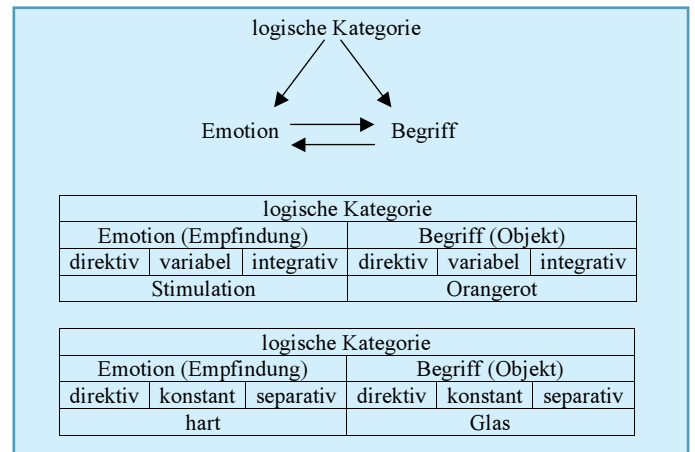 logische Kategorie
Emotion Begriff
logische Kategorie
Emotion (Empfindung) Begriff (Objekt)
direktiv variabel integrativ direktiv variabel integrativ
Stimulation Orangerot
logische Kategorie
Emotion (Empfindung) Begriff (Objekt)
direktiv konstant separativ direktiv konstant separativ
hart Glas